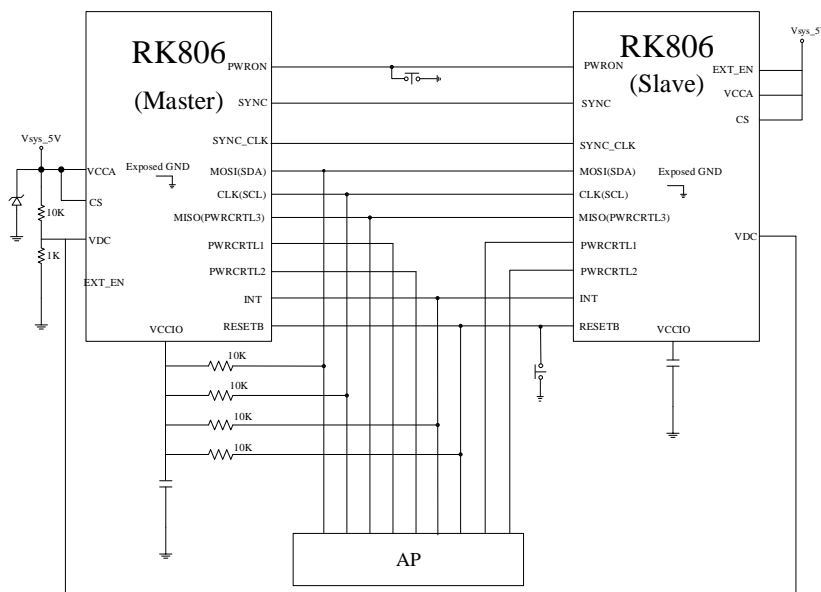 RK806
(Master)
PWRON
SYNC
SYNC_CLK
MOSI(SDA)
CLK(SCL)
MISO(PWRCRTL3)
PWRCRTL1
PWRCRTL2
INT
RESETB
Vsys_5V
VCCA
CS
10K
VDC
1K
EXT_EN
Exposed GND
VCCIO
10K
10K
10K
10K
RK806
(Slave)
PWRON
SYNC
SYNC_CLK
MOSI(SDA)
CLK(SCL)
MISO(PWRCRTL3)
PWRCRTL1
PWRCRTL2
INT
RESETB
Vsys_5
EXT_EN
VCCA
CS
Exposed GND
VDC
VCCIO
AP